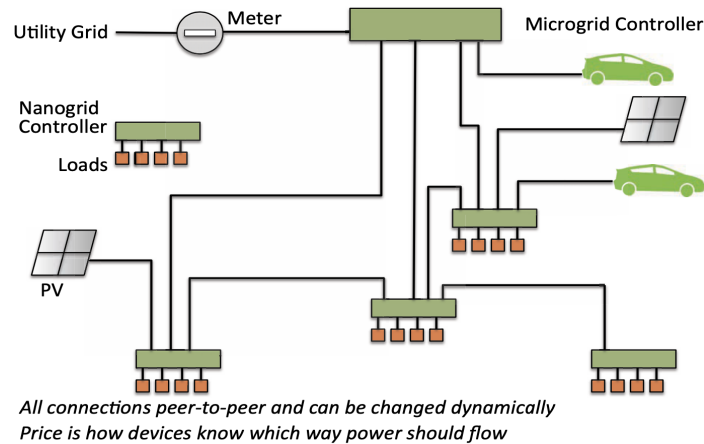 Utility Grid
Meter
Microgrid Controller
Nanogrid
Controller
Loads
PV
All connections peer-to-peer and can be changed dynamically
Price is how devices know which way power should flow